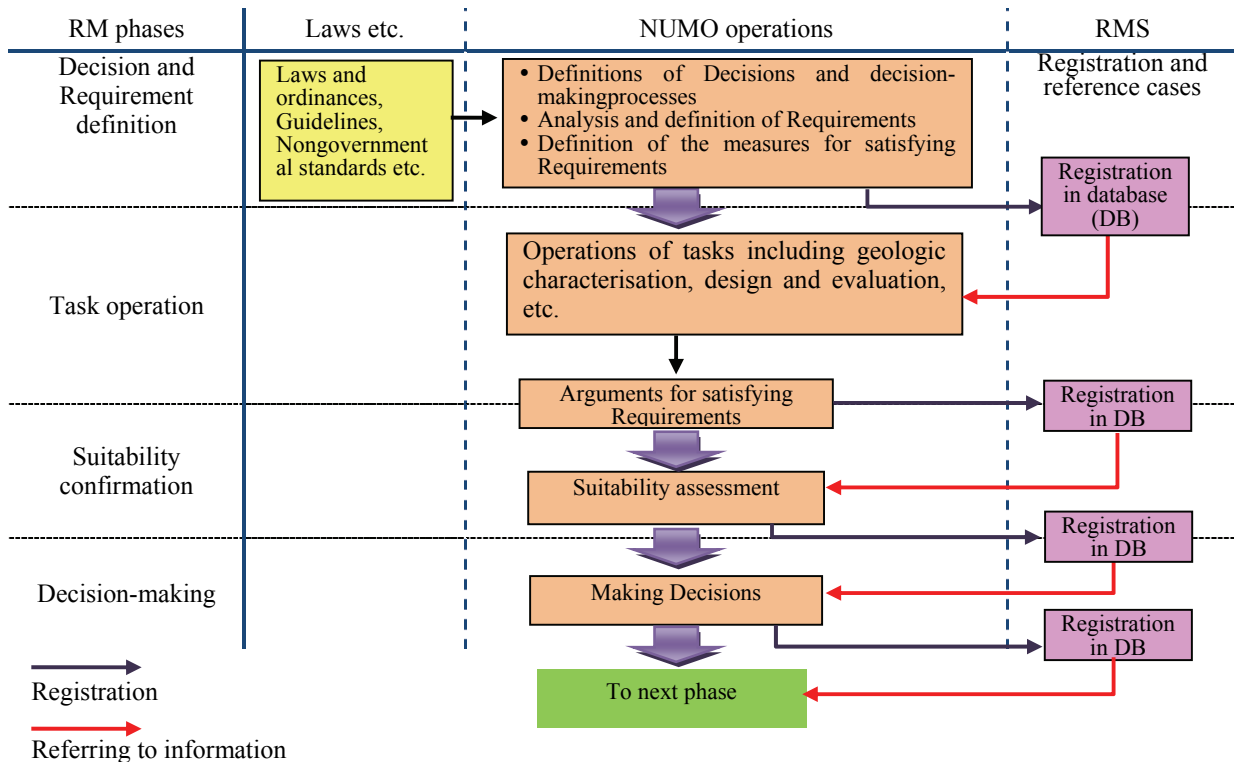 RM phases
Laws etc.
NUMO operations
RMS
Decision and
Requirement
definition
Laws and
ordinances,
Guidelines,
Nongovernment
al standards etc.
• Definitions of Decisions and decision-
makingprocesses
• Analysis and definition of Requirements
• Definition of the measures for satisfying
Requirements
Registration and
reference cases
Registration
in database
(DB)
Task operation
Operations of tasks including geologic
characterisation, design and evaluation,
etc.
Arguments for satisfying
Requirements
Registration
in DB
Suitability
confirmation
Suitability assessment
Registration
in DB
Decision-making
Making Decisions
Registration
in DB
To next phase
Registration
Referring to information